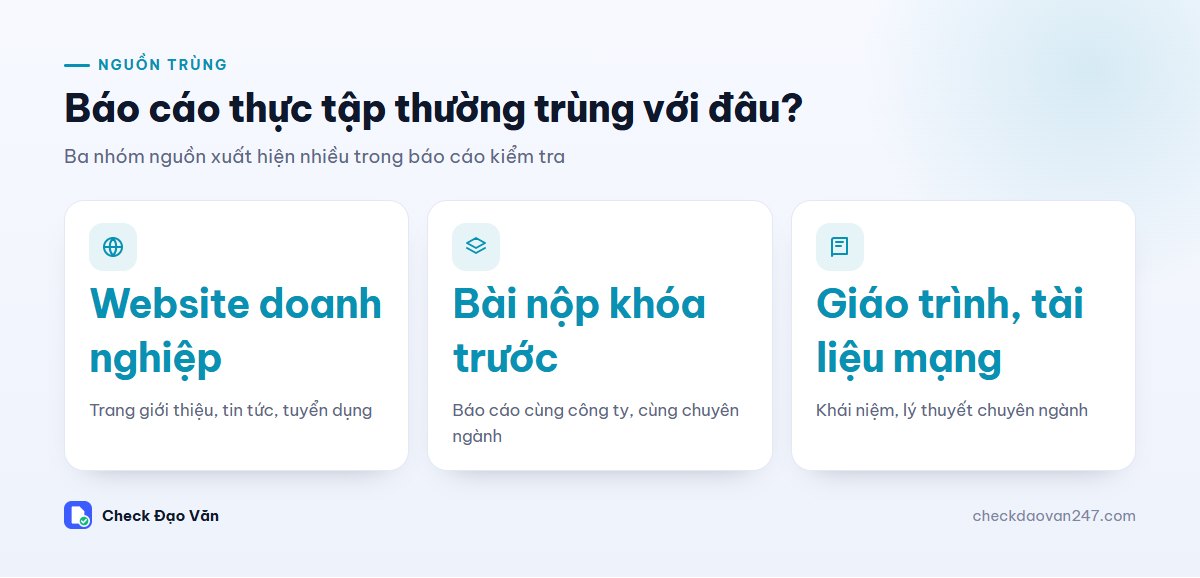 NGUỒN TRÙNG
Báo cáo thực tập thường trùng với đâu?
Ba nhóm nguồn xuất hiện nhiều trong báo cáo kiểm tra
Website doanh
nghiệp
Trang giới thiệu, tin tức, tuyển dụng
Bài nộp khóa
trước
Báo cáo cùng công ty, cùng chuyên
ngành
Giáo trình, tài
liệu mạng
Khái niệm, lý thuyết chuyên ngành
Check Đạo Văn
checkdaovan247.com